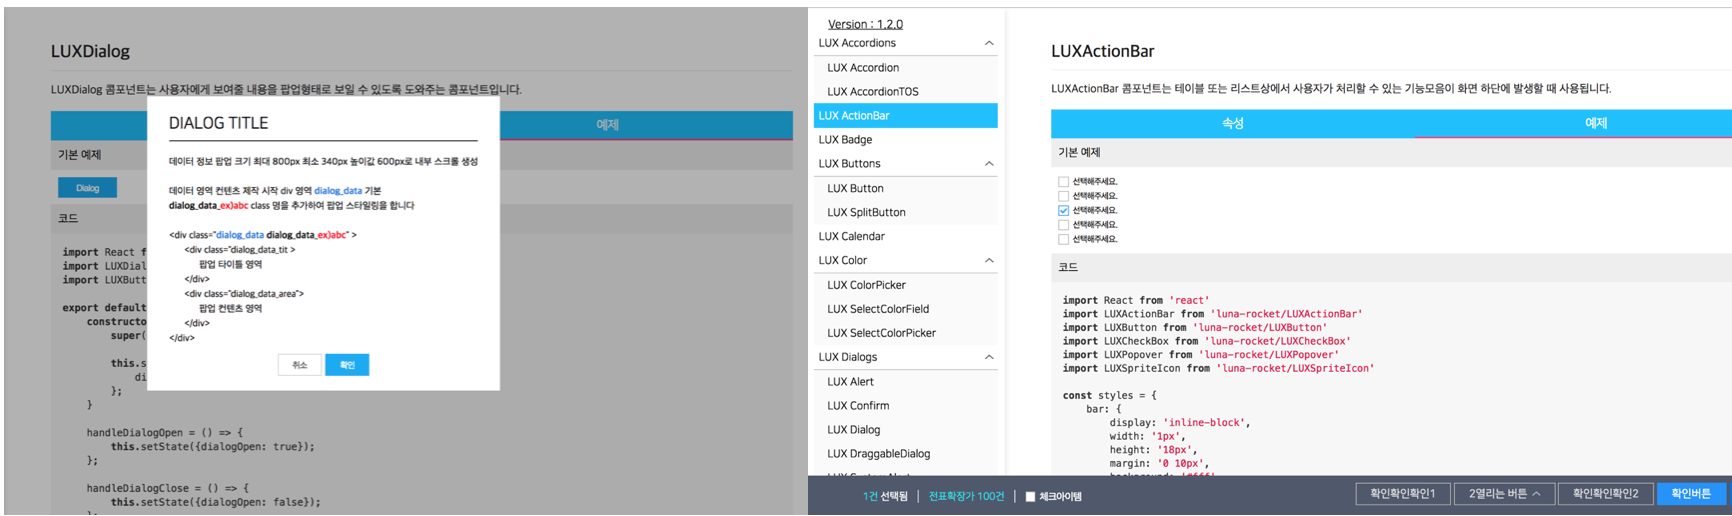 LUXDialog
LUXDialog 콤포넌트는 사용자에게 보여줄 내용을 팝업형태로 보일 수 있도록 도와주는 콤포넌트입니다.
예제
기본 예제
Dialog
코드
import React f
import LUXDial
import LUXButt
export default
constructo
super(
this.s
di
};
}
handleDialogOpen = () => {
this.setState({dialogOpen: true});
};
handleDialogClose = () => {
this.setState({dialogOpen: false});
DIALOG TITLE
데이터 정보 팝업 크기 최대 800px 최소 340px 높이값 600px로 내부 스크롤 생성
데이터 영역 컨텐츠 제작 시작 div 영역 dialog_data 기본
dialog_data_ex)abc class 명을 추가하여 팝업 스타일링을 합니다
<div class="dialog_data dialog_data_ex)abc" >
<div class="dialog_data_tit >
팝업 타이틀 영역
</div>
<div class="dialog_data_area">
팝업 컨텐츠 영역
</div>
</div>
취소
확인
Version : 1.2.0
LUX Accordions
LUX Accordion
LUX AccordionTOS
LUX ActionBar
LUX Badge
LUX Buttons
LUX Button
LUX SplitButton
LUX Calendar
LUX Color
LUX ColorPicker
LUX SelectColorField
LUX SelectColorPicker
LUX Dialogs
LUX Alert
LUX Confirm
LUX Dialog
LUX DraggableDialog
LUXActionBar
LUXActionBar 콤포넌트는 테이블 또는 리스트상에서 사용자가 처리할 수 있는 기능모음이 화면 하단에 발생할 때 사용됩니다.
속성 예제
기본 예제
선택해주세요.
선택해주세요.
선택해주세요.
선택해주세요.
선택해주세요.
코드
import React from 'react'
import LUXActionBar from 'luna-rocket/LUXActionBar'
import LUXButton from 'luna-rocket/LUXButton'
import LUXCheckBox from 'luna-rocket/LUXCheckBox'
import LUXPopover from 'luna-rocket/LUXPopover'
import LUXSpriteIcon from 'luna-rocket/LUXSpriteIcon'
const styles = {
bar: {
display: 'inline-block',
width: '1px',
height: '18px',
margin: '0 10px',
1건 선택됨 | 전표확장가 100건 | 체크아이템
확인확인확인1
2열리는 버튼
확인확인확인2
확인버튼